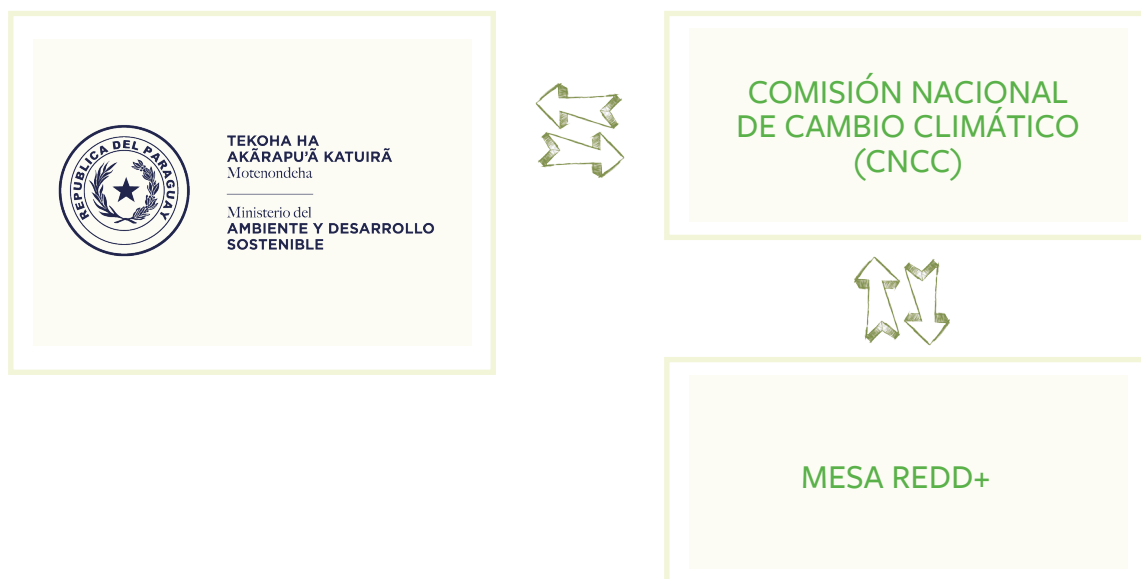 REPUBLICA DEL PARAGUAY
TEKOHA HA
AKÃRAPU'Ã KATUIRÃ
Motenondeha
Ministerio del
AMBIENTE Y DESARROLLO
SOSTENIBLE
COMISIÓN NACIONAL
DE CAMBIO CLIMÁTICO
(CNCC)
MESA REDD+